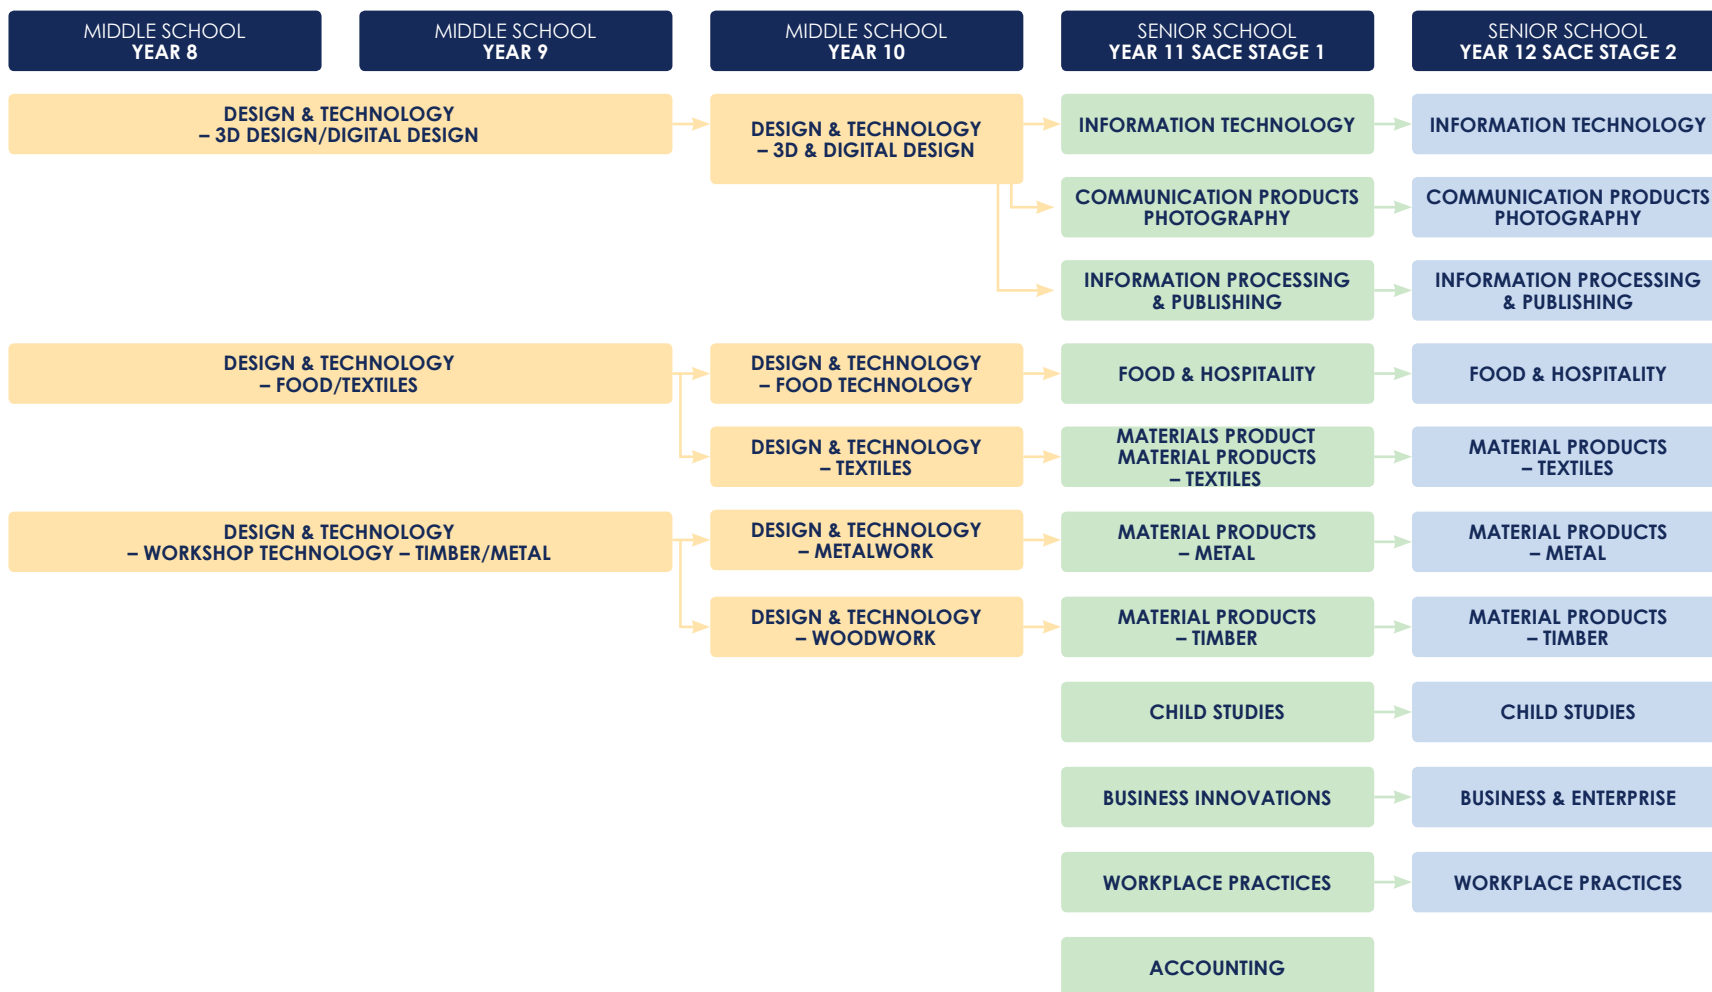 MIDDLE SCHOOL
YEAR 8
MIDDLE SCHOOL
YEAR 9
MIDDLE SCHOOL
YEAR 10
SENIOR SCHOOL
YEAR 11 SACE STAGE 1
SENIOR SCHOOL
YEAR 12 SACE STAGE 2
DESIGN & TECHNOLOGY
– 3D DESIGN/DIGITAL DESIGN
DESIGN & TECHNOLOGY
– 3D & DIGITAL DESIGN
INFORMATION TECHNOLOGY
INFORMATION TECHNOLOGY
COMMUNICATION PRODUCTS
PHOTOGRAPHY
COMMUNICATION PRODUCTS
PHOTOGRAPHY
INFORMATION PROCESSING
& PUBLISHING
INFORMATION PROCESSING
& PUBLISHING
DESIGN & TECHNOLOGY
– FOOD/TEXTILES
DESIGN & TECHNOLOGY
– FOOD TECHNOLOGY
FOOD & HOSPITALITY
FOOD & HOSPITALITY
DESIGN & TECHNOLOGY
– TEXTILES
MATERIALS PRODUCT
MATERIAL PRODUCTS
– TEXTILES
MATERIAL PRODUCTS
– TEXTILES
DESIGN & TECHNOLOGY
– WORKSHOP TECHNOLOGY – TIMBER/METAL
DESIGN & TECHNOLOGY
– METALWORK
MATERIAL PRODUCTS
– METAL
MATERIAL PRODUCTS
– METAL
DESIGN & TECHNOLOGY
– WOODWORK
MATERIAL PRODUCTS
– TIMBER
MATERIAL PRODUCTS
– TIMBER
CHILD STUDIES
CHILD STUDIES
BUSINESS INNOVATIONS
BUSINESS & ENTERPRISE
WORKPLACE PRACTICES
WORKPLACE PRACTICES
ACCOUNTING